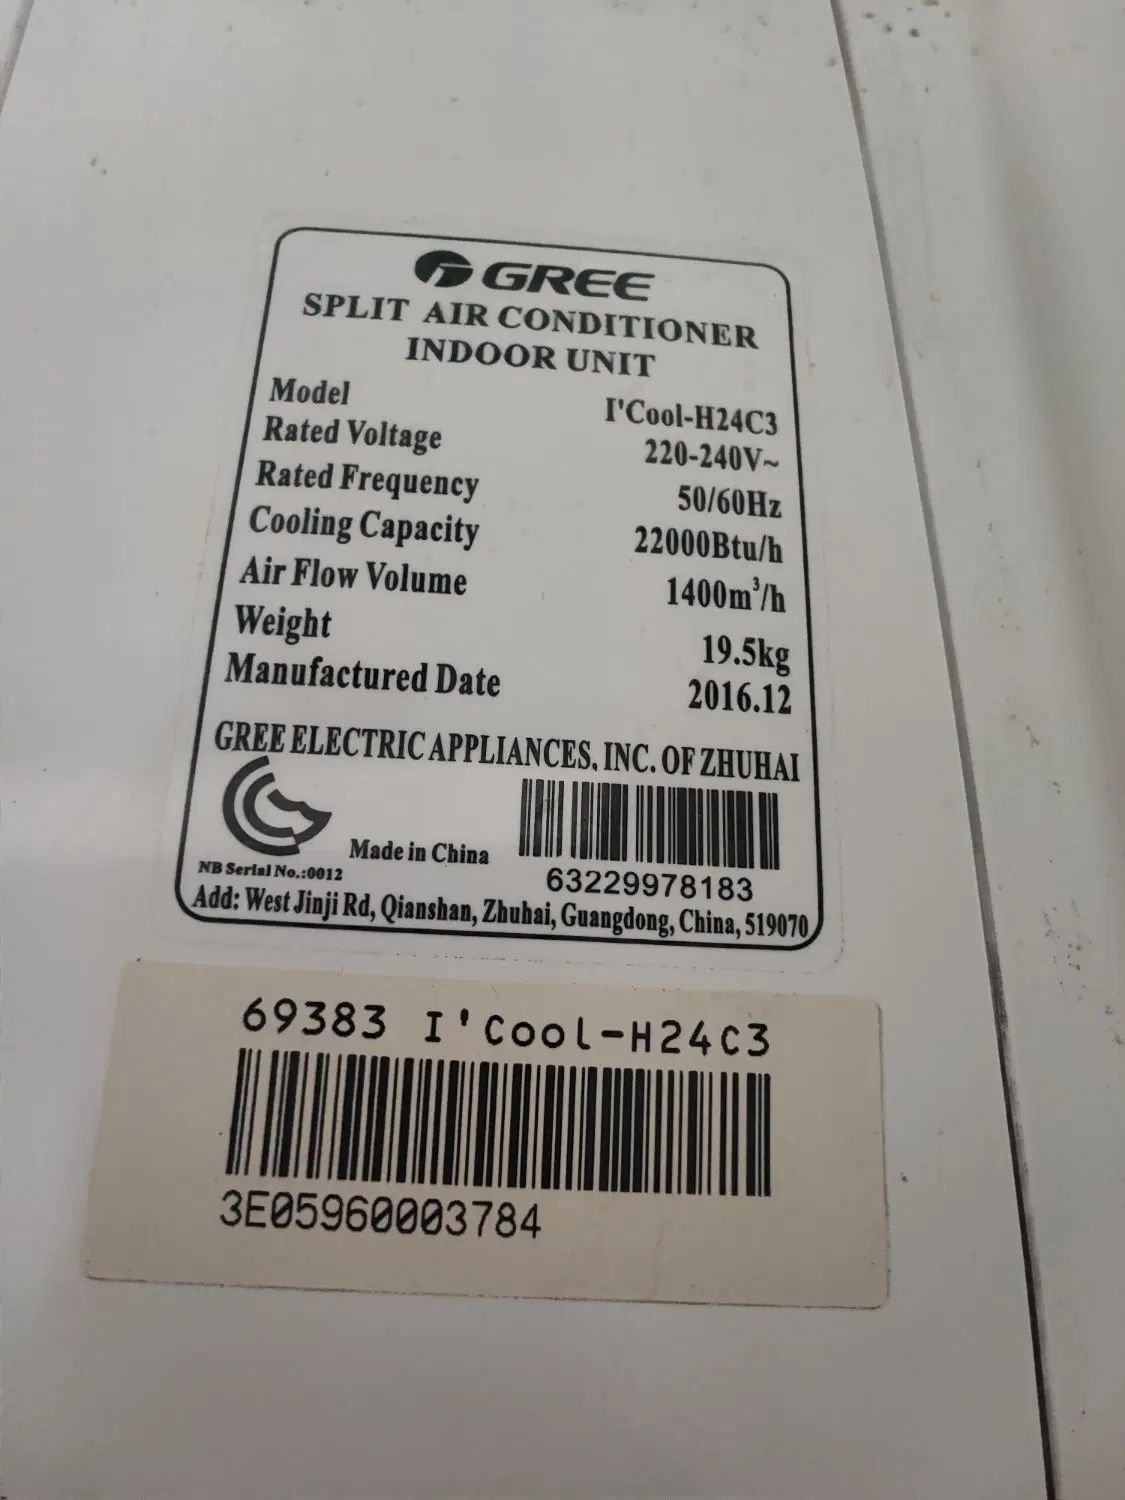 GREE
SPLIT AIR CONDITIONER
INDOOR UNIT
Model I'Cool-H24C3
Rated Voltage 220-240V~
Rated Frequency 50/60Hz
Cooling Capacity 22000Btu/h
Air Flow Volume 1400m³/h
Weight 19.5kg
Manufactured Date 2016.12
GREE ELECTRIC APPLIANCES, INC. OF ZHUHAI
Made in China
NB Serial No.:0012
63229978183
Add: West Jinji Rd, Qianshan, Zhuhai, Guangdong, China, 519070
69383 I'Cool-H24C3
3E05960003784